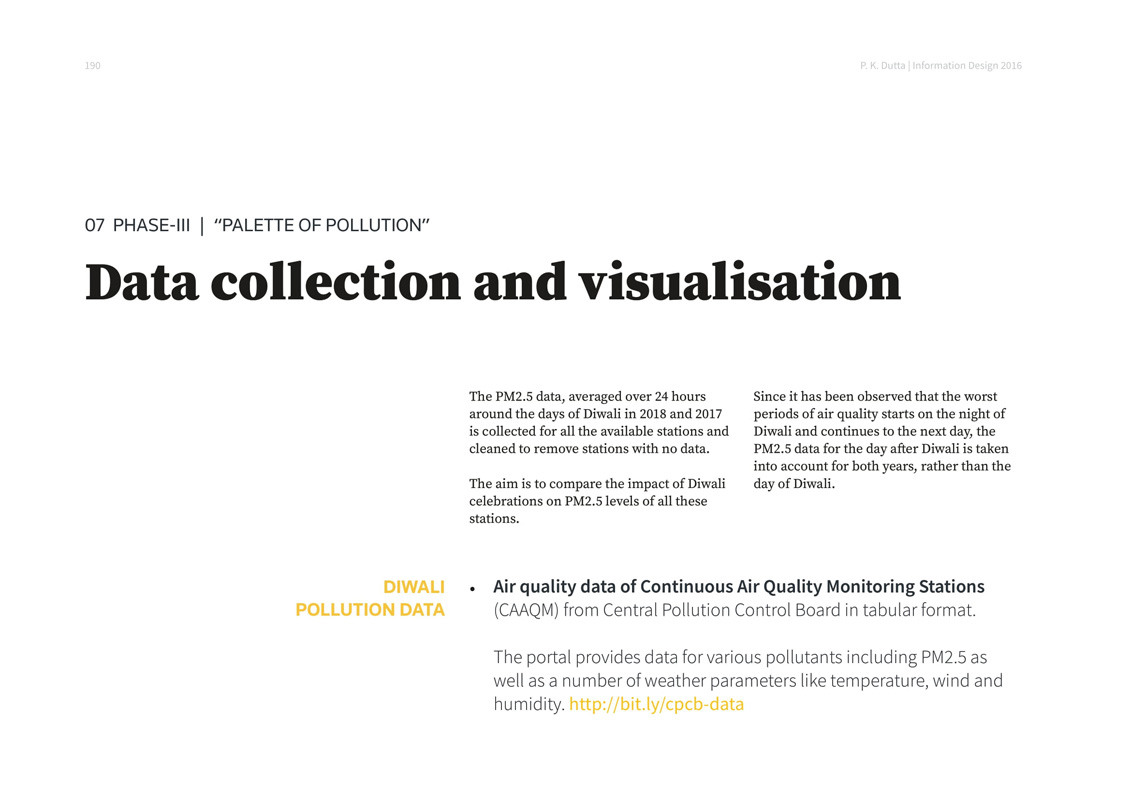 190
P. K. Dutta | Information Design 2016
07 PHASE-III | “PALETTE OF POLLUTION”
Data collection and visualisation
The PM2.5 data, averaged over 24 hours
around the days of Diwali in 2018 and 2017
is collected for all the available stations and
cleaned to remove stations with no data.
The aim is to compare the impact of Diwali
celebrations on PM2.5 levels of all these
stations.
Since it has been observed that the worst
periods of air quality starts on the night of
Diwali and continues to the next day, the
PM2.5 data for the day after Diwali is taken
into account for both years, rather than the
day of Diwali.
DIWALI
POLLUTION DATA
• Air quality data of Continuous Air Quality Monitoring Stations
(CAAQM) from Central Pollution Control Board in tabular format.
The portal provides data for various pollutants including PM2.5 as
well as a number of weather parameters like temperature, wind and
humidity. http://bit.ly/cpcb-data